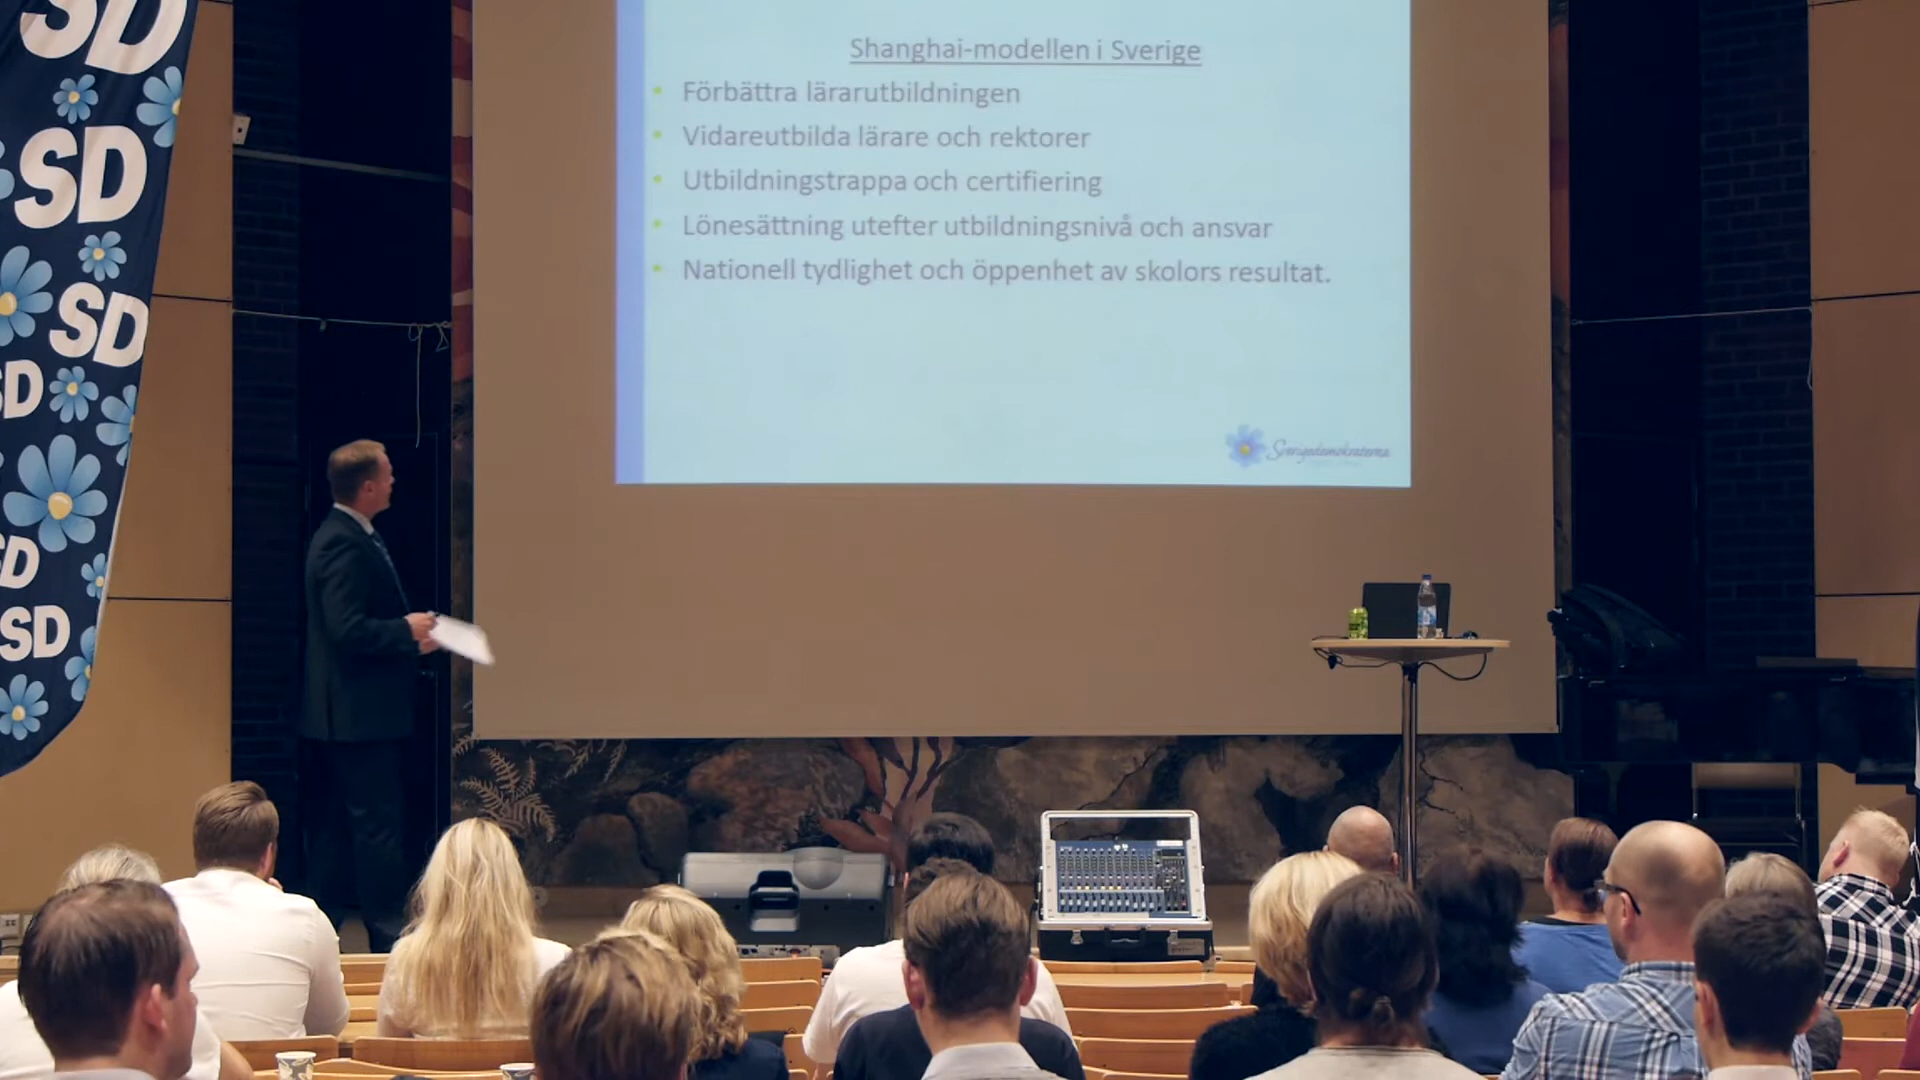 SD
SD
SD
SD
SD
SD
Shanghai-modellen i Sverige
• Förbättra lärarutbildningen
• Vidareutbilda lärare och rektorer
• Utbildningstrappa och certifiering
• Lönesättning utefter utbildningsnivå och ansvar
• Nationell tydlighet och öppenhet av skolors resultat.
Sverigedemokraterna